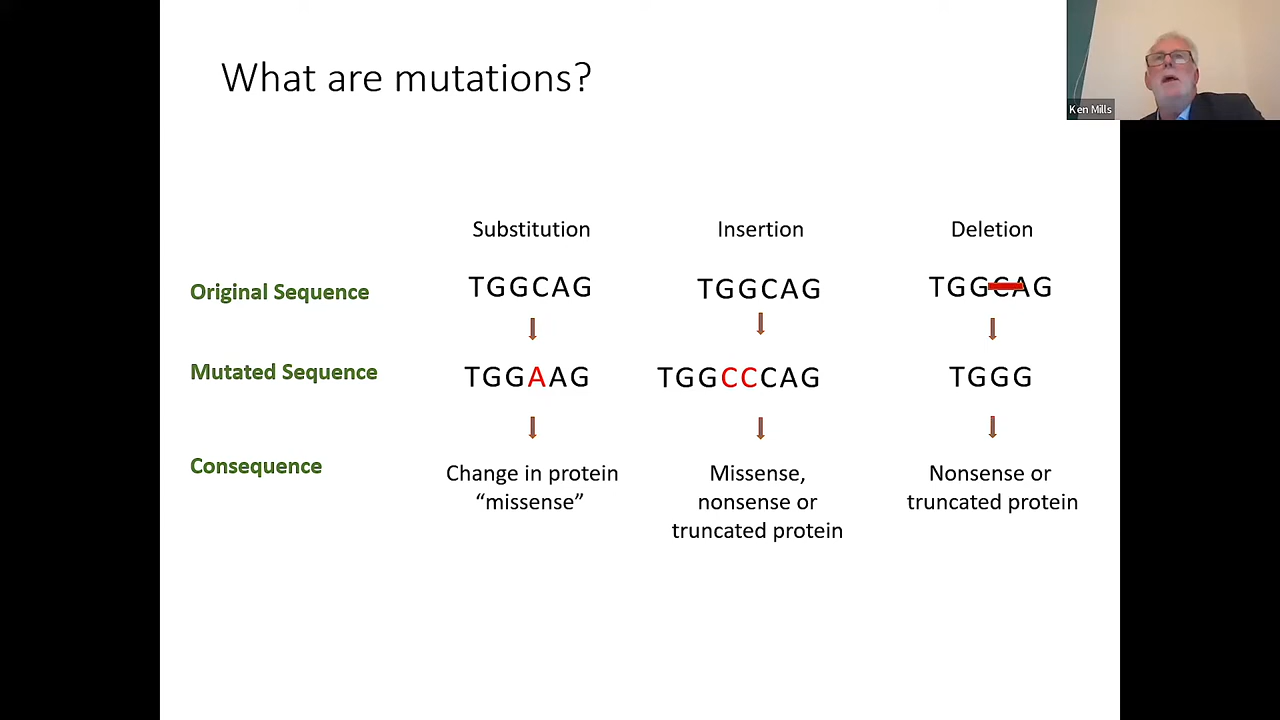 What are mutations?
Ken Mills
Substitution Insertion Deletion
Original Sequence TGGCAG TGGCAG TGGCAG
Mutated Sequence TGGAAG TGGCCCAG TGGG
Consequence Change in protein Missense, Nonsense or
“missense” nonsense or truncated protein
truncated protein